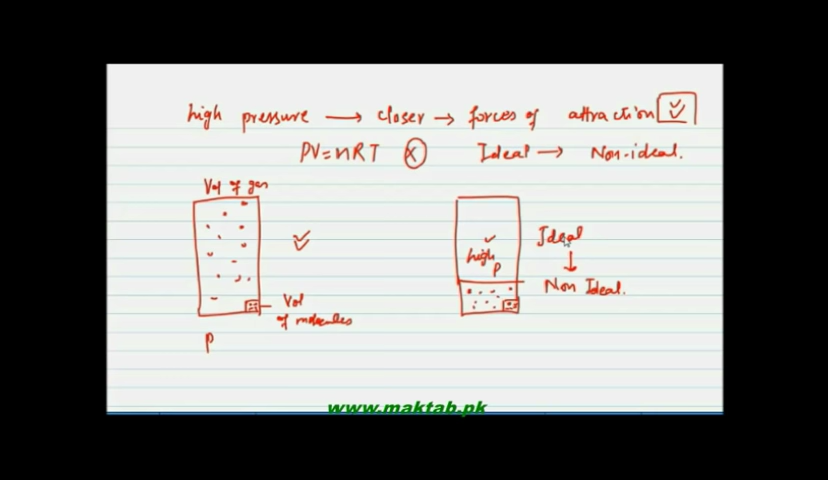 high pressure → closer → forces of attraction
PV=nRT x Ideal → Non-ideal.
Vol of gas
Vol
of molecules
P
high
P
Ideal
↓
Non Ideal.
www.maktab.pk